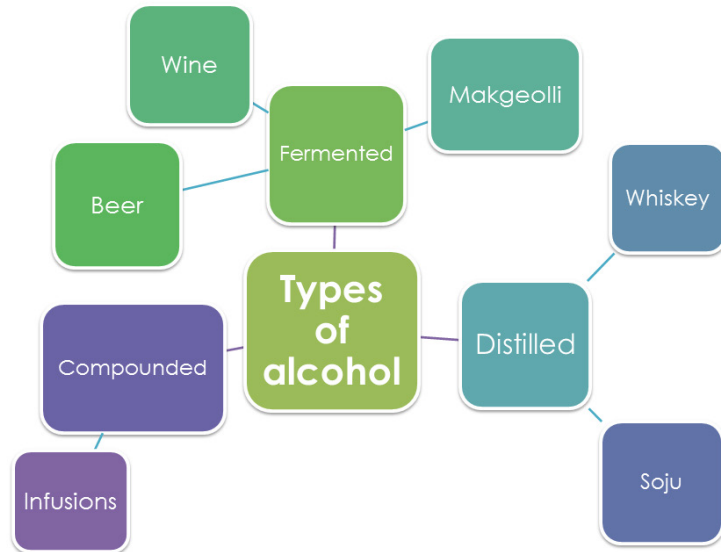 Wine
Makgeolli
Fermented
Beer
Whiskey
Types
of
alcohol
Distilled
Compounded
Infusions
Soju